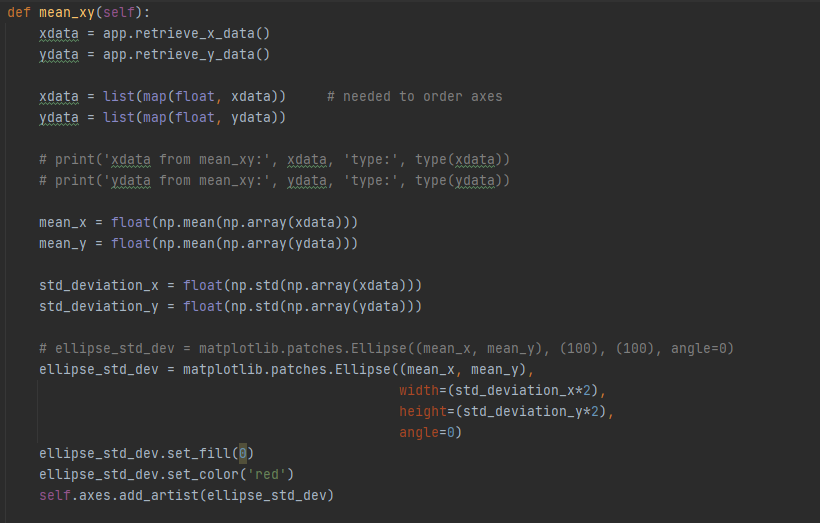 def mean_xy(self):
xdata = app.retrieve_x_data()
ydata = app.retrieve_y_data()
xdata = list(map(float, xdata))     # needed to order axes
ydata = list(map(float, ydata))
# print('xdata from mean_xy:', xdata, 'type:', type(xdata))
# print('ydata from mean_xy:', ydata, 'type:', type(ydata))
mean_x = float(np.mean(np.array(xdata)))
mean_y = float(np.mean(np.array(ydata)))
std_deviation_x = float(np.std(np.array(xdata)))
std_deviation_y = float(np.std(np.array(ydata)))
# ellipse_std_dev = matplotlib.patches.Ellipse((mean_x, mean_y), (100), (100), angle=0)
ellipse_std_dev = matplotlib.patches.Ellipse((mean_x, mean_y),
width=(std_deviation_x*2),
height=(std_deviation_y*2),
angle=0)
ellipse_std_dev.set_fill(0)
ellipse_std_dev.set_color('red')
self.axes.add_artist(ellipse_std_dev)